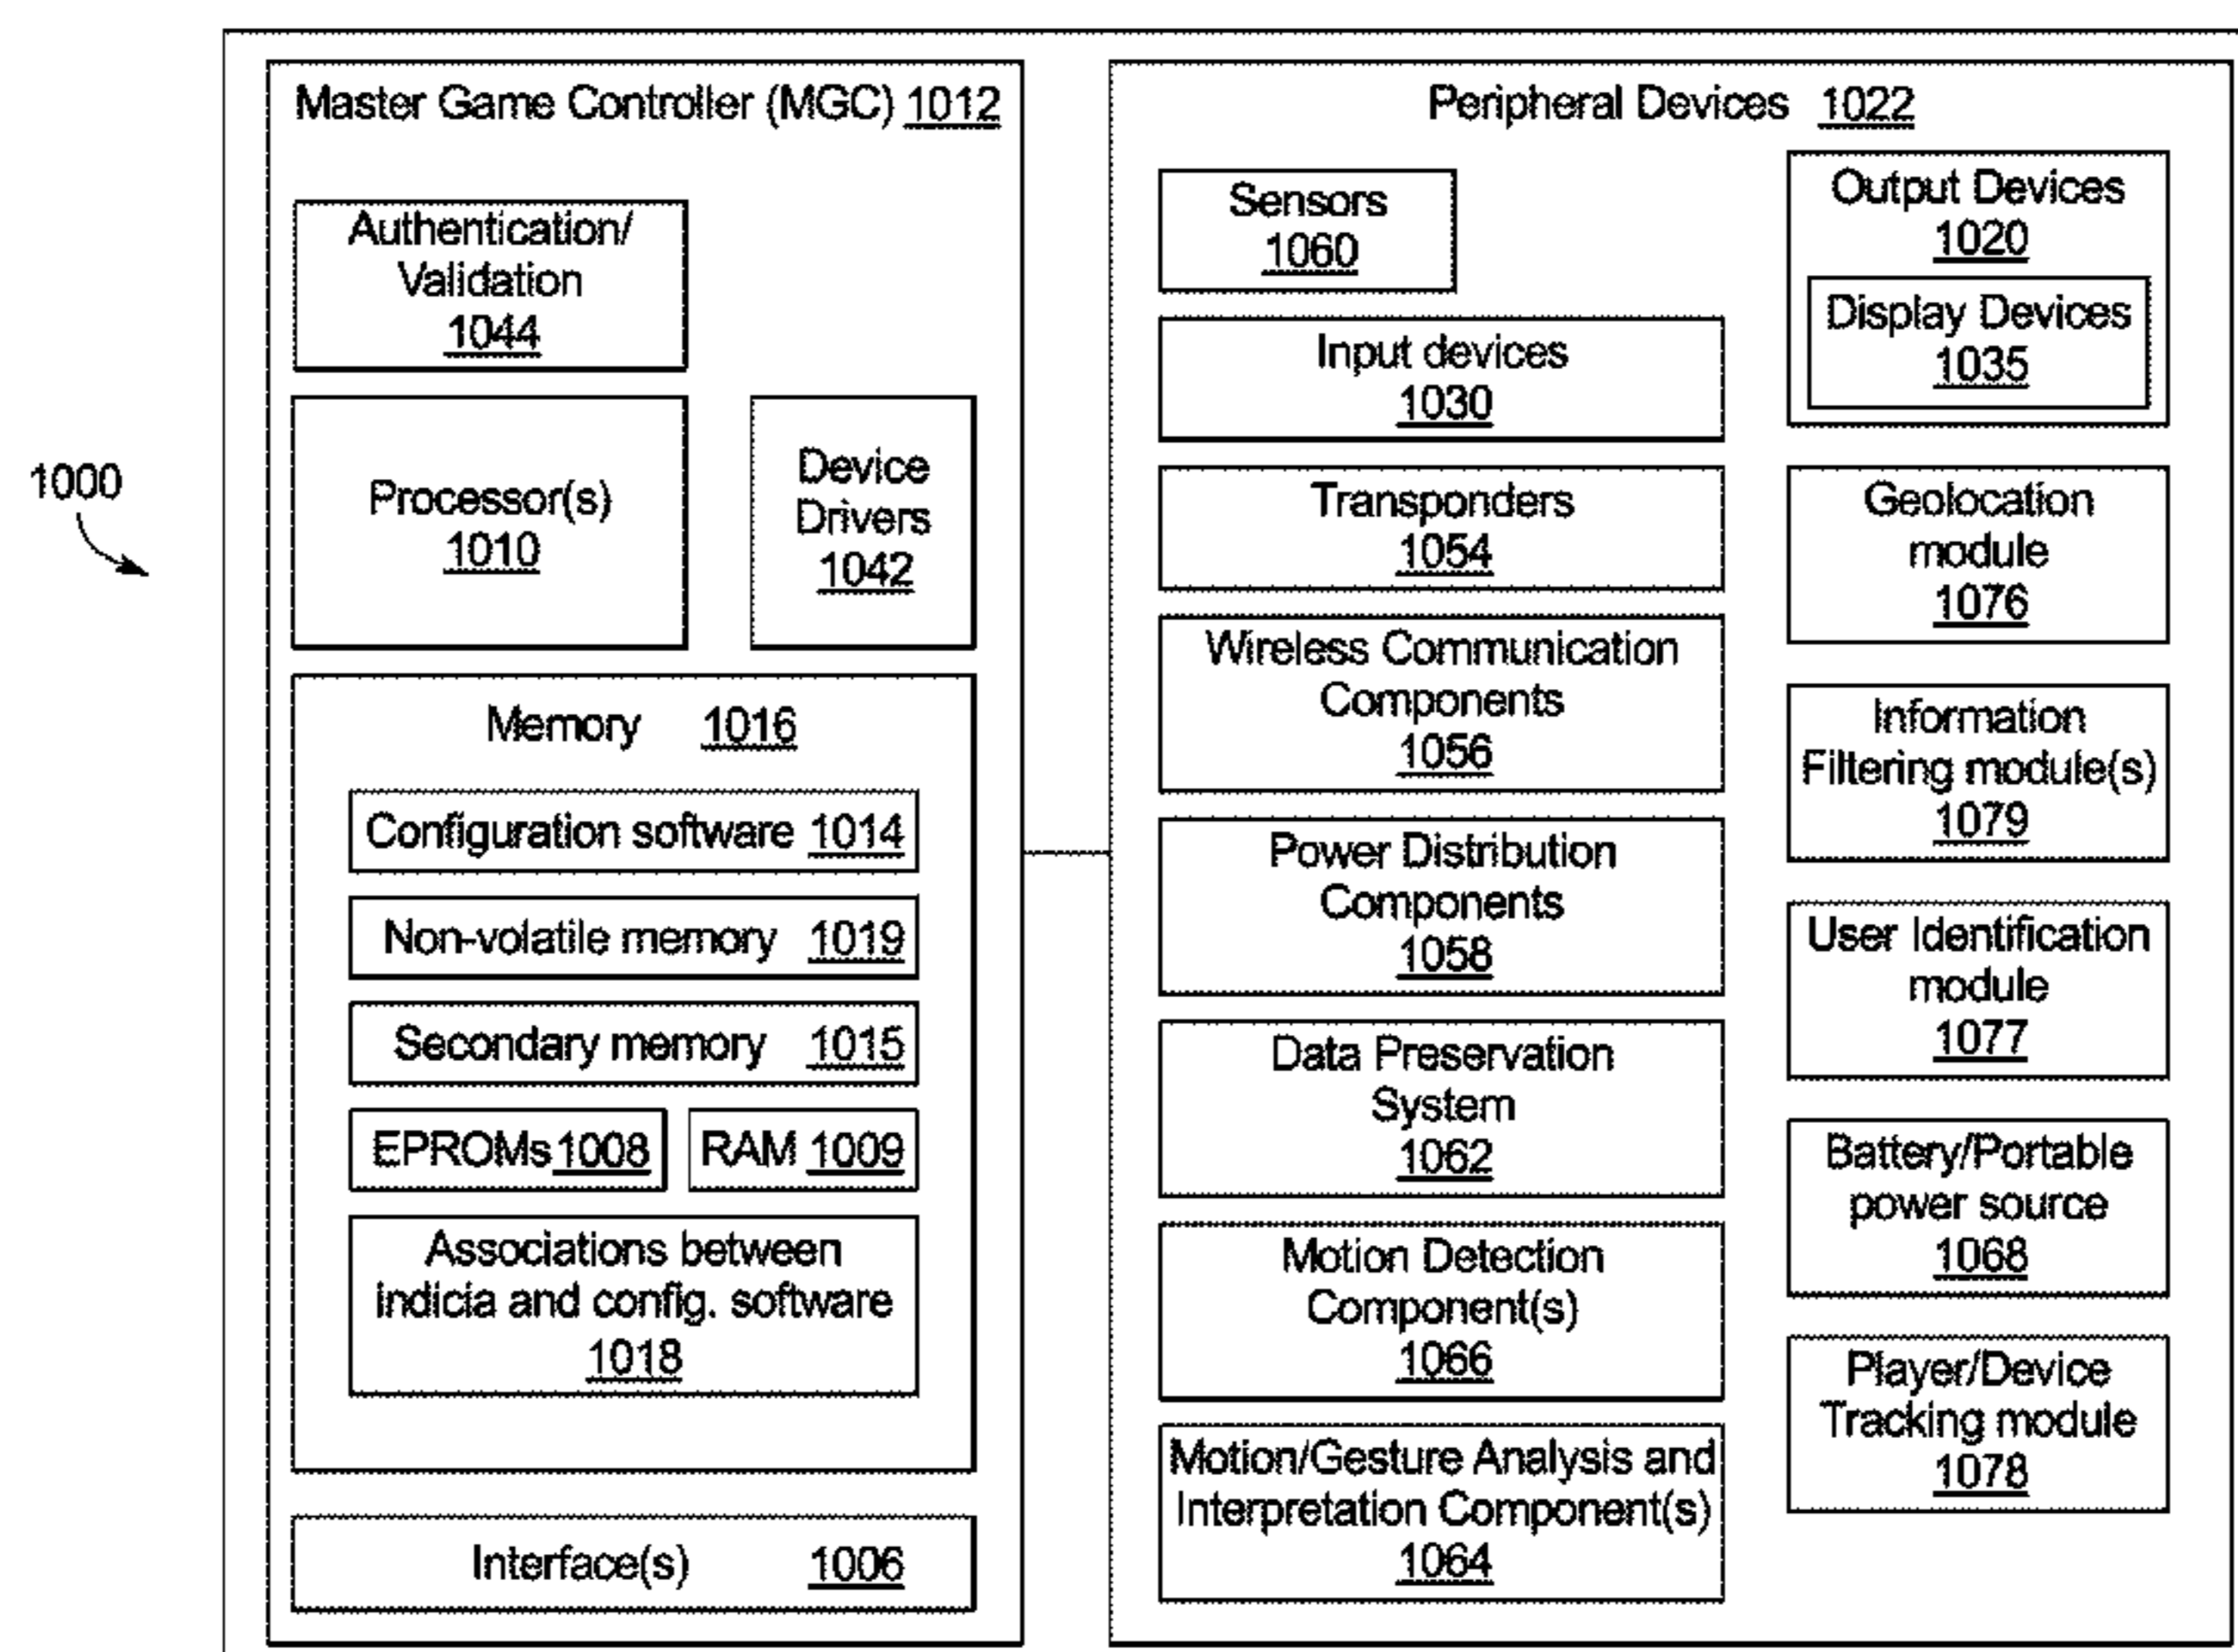 1000
Master Game Controller (MGC) 1012
Authentication/
Validation
1044
Processor(s)
1010
Device
Drivers
1042
Memory 1016
Configuration software 1014
Non-volatile memory 1019
Secondary memory 1015
EPROMs 1008
RAM 1009
Associations between
indicia and config. software
1018
Interface(s) 1006
Peripheral Devices 1022
Sensors
1060
Input devices
1030
Transponders
1054
Wireless Communication
Components
1056
Power Distribution
Components
1058
Data Preservation
System
1062
Motion Detection
Component(s)
1066
Motion/Gesture Analysis and
Interpretation Component(s)
1064
Output Devices
1020
Display Devices
1035
Geolocation
module
1076
Information
Filtering module(s)
1079
User Identification
module
1077
Battery/Portable
power source
1068
Player/Device
Tracking module
1078